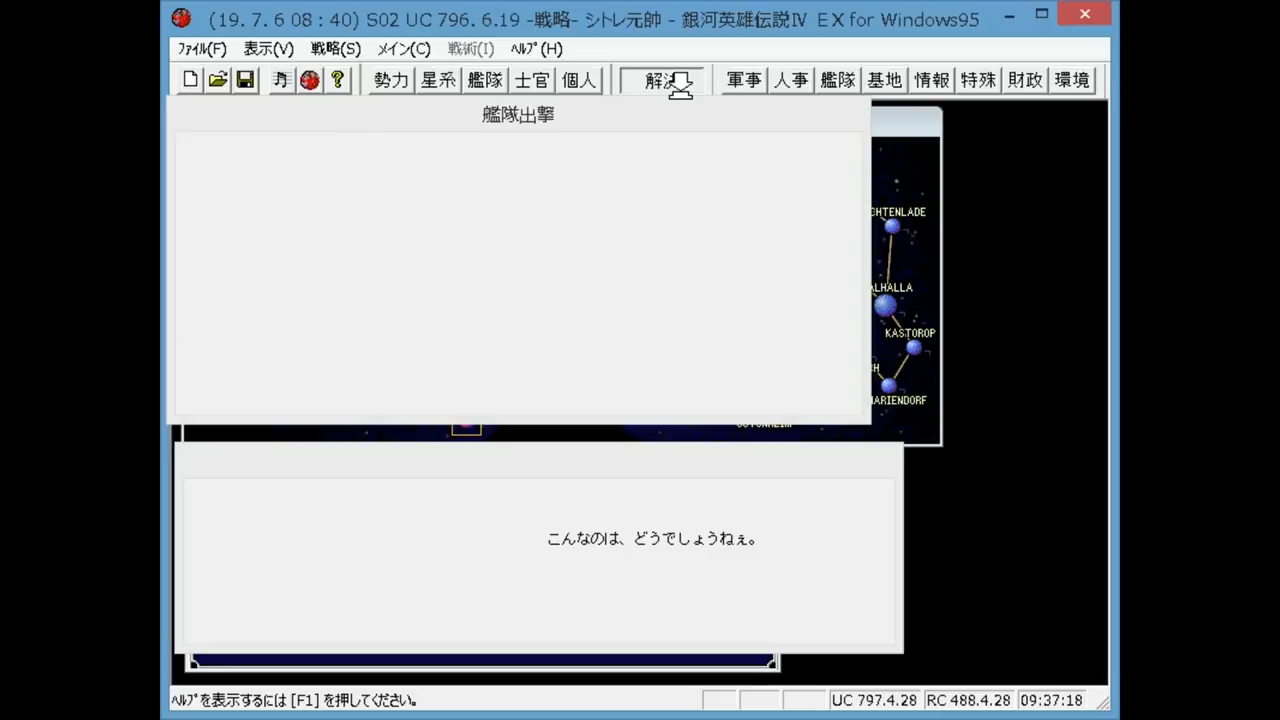 (19. 7. 6 08 : 40) S02 UC 796. 6.19 -戦略- シトレ元帥 - 銀河英雄伝説Ⅳ EX for Windows95
ﾌｧｲﾙ(F) 表示(V) 戦略(S) メイン(C) 戦術(I) ﾍﾙﾌﾟ(H)
勢力 星系 艦隊 士官 個人 解決 軍事 人事 艦隊 基地 情報 特殊 財政 環境
艦隊出撃
CHTENLADE
ALHALLA
KASTOROP
CH
MARIENDORF
こんなのは、どうでしょうねぇ。
ﾍﾙﾌﾟを表示するには [F1] を押してください。
UC 797.4.28 RC 488.4.28 09:37:18